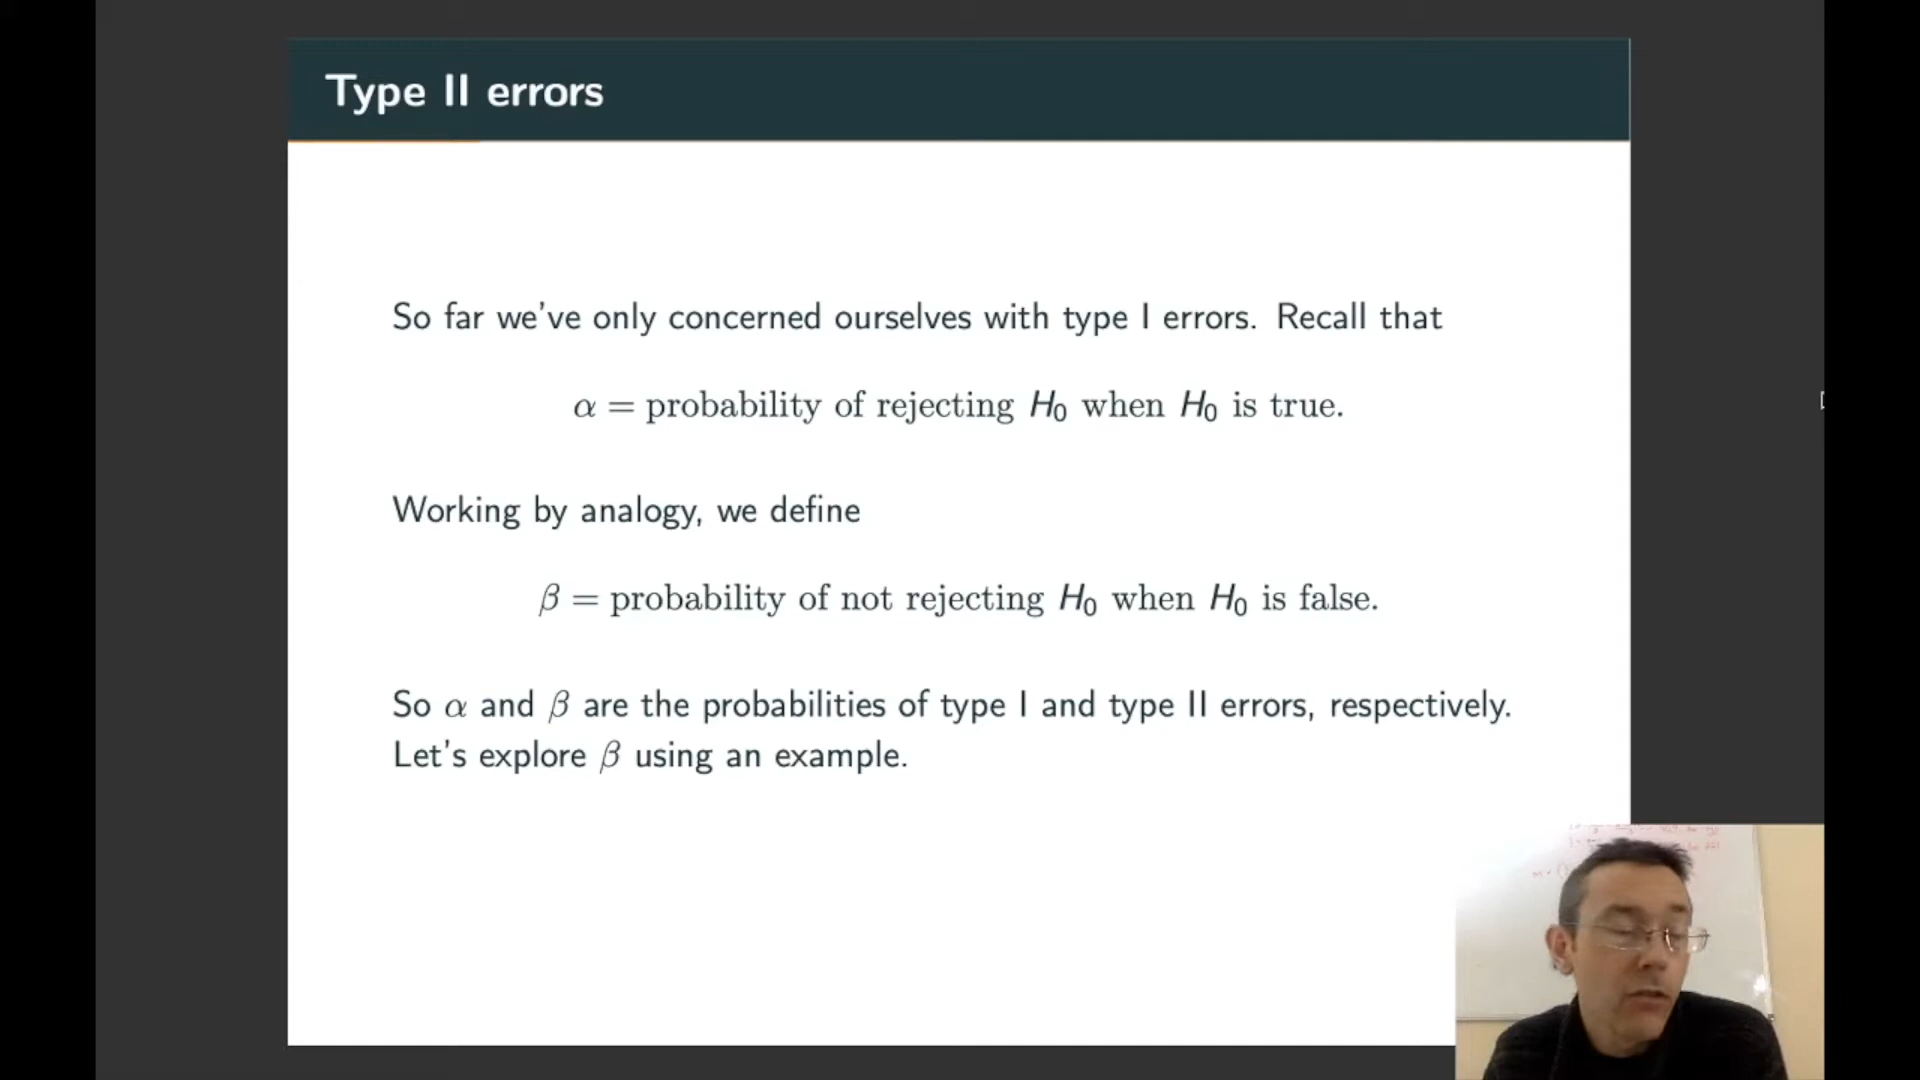 Type II errors
So far we've only concerned ourselves with type I errors. Recall that
α = probability of rejecting H₀ when H₀ is true.
Working by analogy, we define
β = probability of not rejecting H₀ when H₀ is false.
So α and β are the probabilities of type I and type II errors, respectively.
Let's explore β using an example.